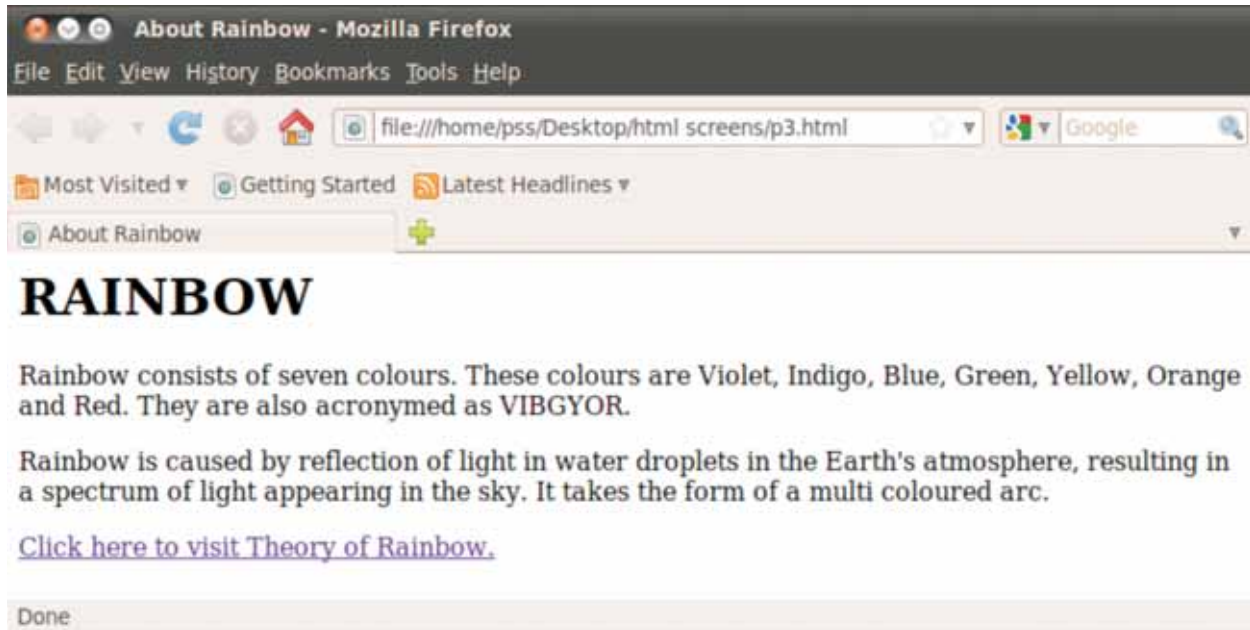 About Rainbow - Mozilla Firefox
File Edit View History Bookmarks Tools Help
file:///home/pss/Desktop/html screens/p3.html Google
Most Visited Getting Started Latest Headlines
About Rainbow
RAINBOW
Rainbow consists of seven colours. These colours are Violet, Indigo, Blue, Green, Yellow, Orange
and Red. They are also acronymed as VIBGYOR.
Rainbow is caused by reflection of light in water droplets in the Earth's atmosphere, resulting in
a spectrum of light appearing in the sky. It takes the form of a multi coloured arc.
Click here to visit Theory of Rainbow.
Done